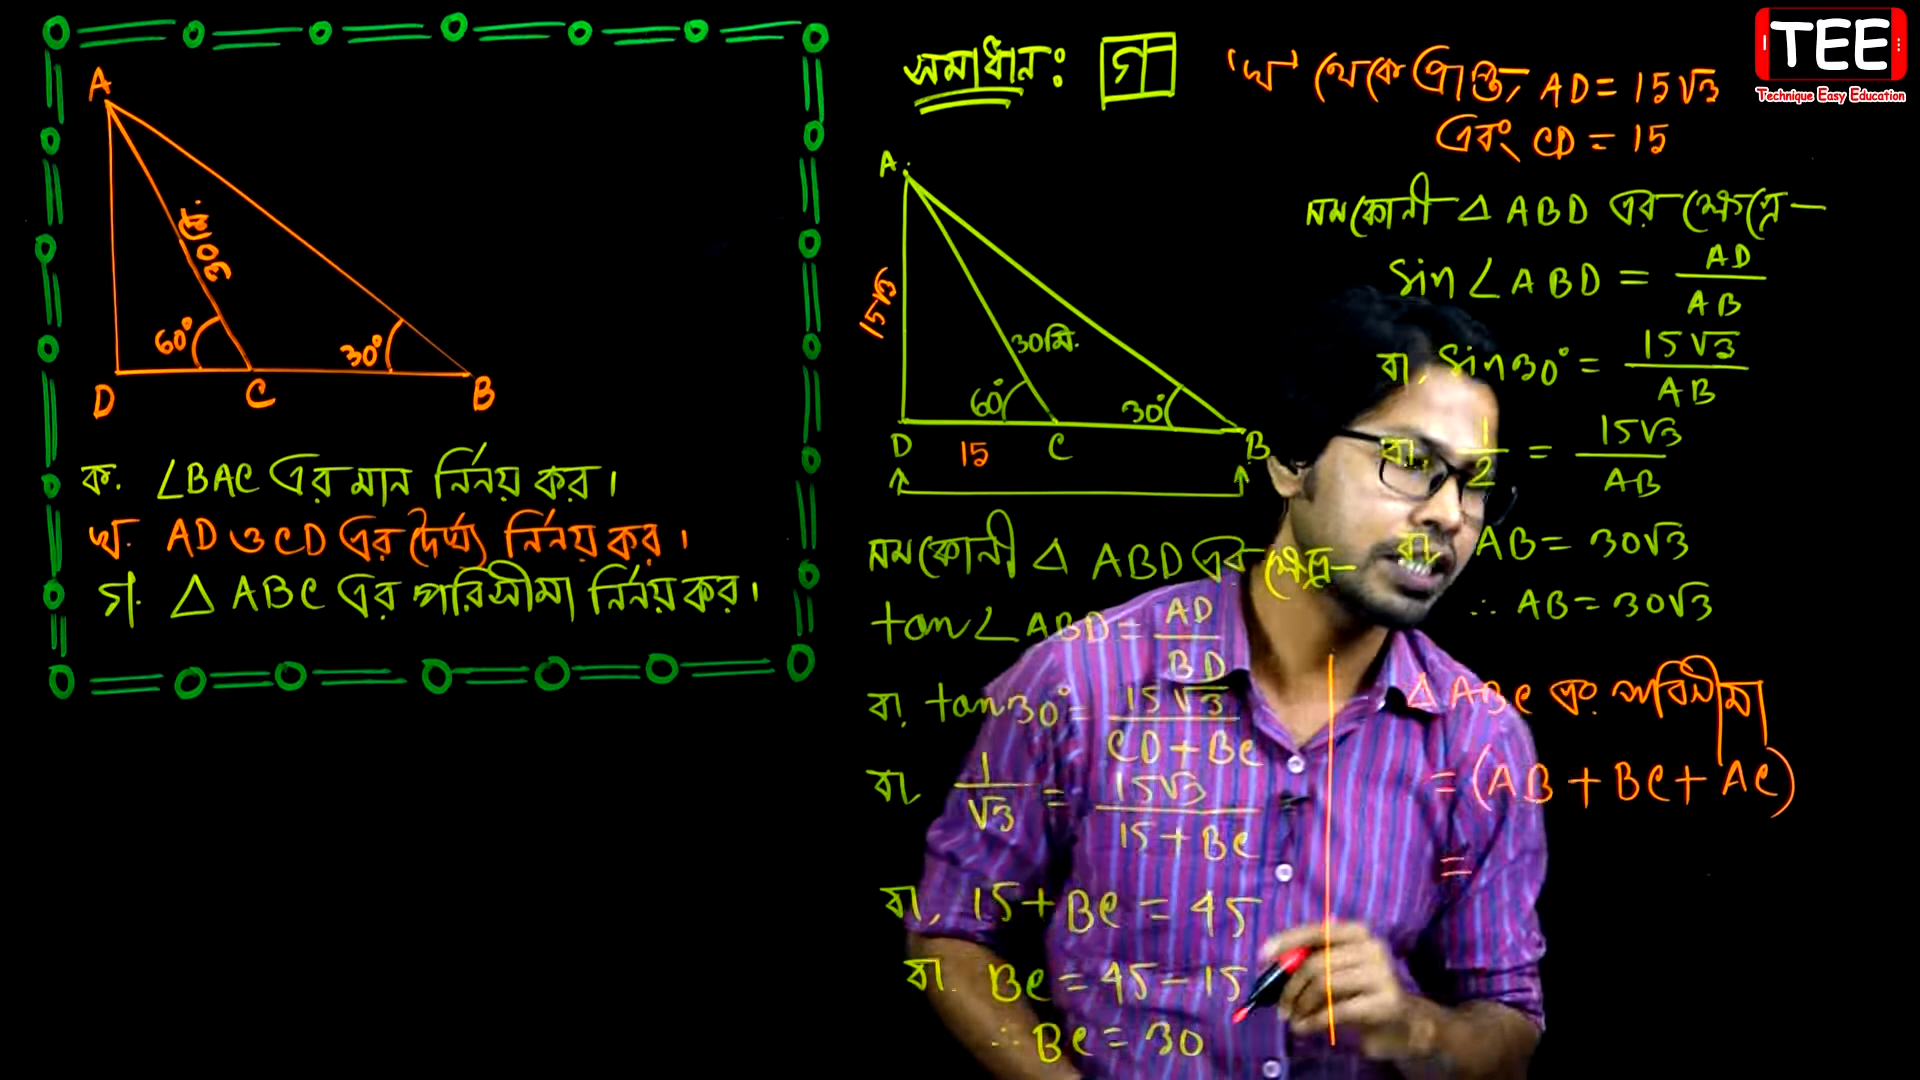 A
30মি.
60°
30°
D
C
B
ক. ∠BAC এর মান নির্নয় কর।
খ. AD ও CD এর দৈর্ঘ্য নির্নয় কর।
গ. △ ABC এর পরিসীমা নির্নয় কর।
সমাধান: গ
'খ' থেকে প্রাপ্ত, AD = 15√3
এবং CD = 15
A
15√3
30মি.
60°
30°
D
15
C
B
সমকোনী △ ABD এর ক্ষেত্রে—
tan∠ABD = AD/BD
বা, tan30° = 15√3/CD+BC
বা, 1/√3 = 15√3/15+BC
বা, 15+BC = 45
বা, BC = 45-15
∴ BC = 30
সমকোনী △ ABD এর ক্ষেত্রে—
sin∠ABD = AD/AB
বা, sin30° = 15√3/AB
বা, 1/2 = 15√3/AB
বা, AB = 30√3
∴ AB = 30√3
△ ABC এর পরিসীমা
= (AB + BC + AC)
=
TEE
Technique Easy Education